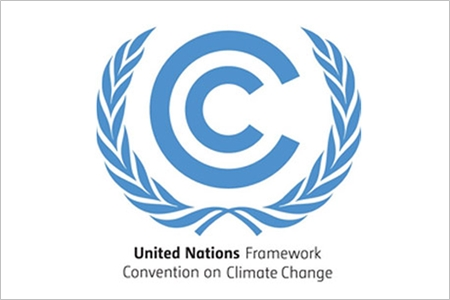 United Nations Framework
Convention on Climate Change